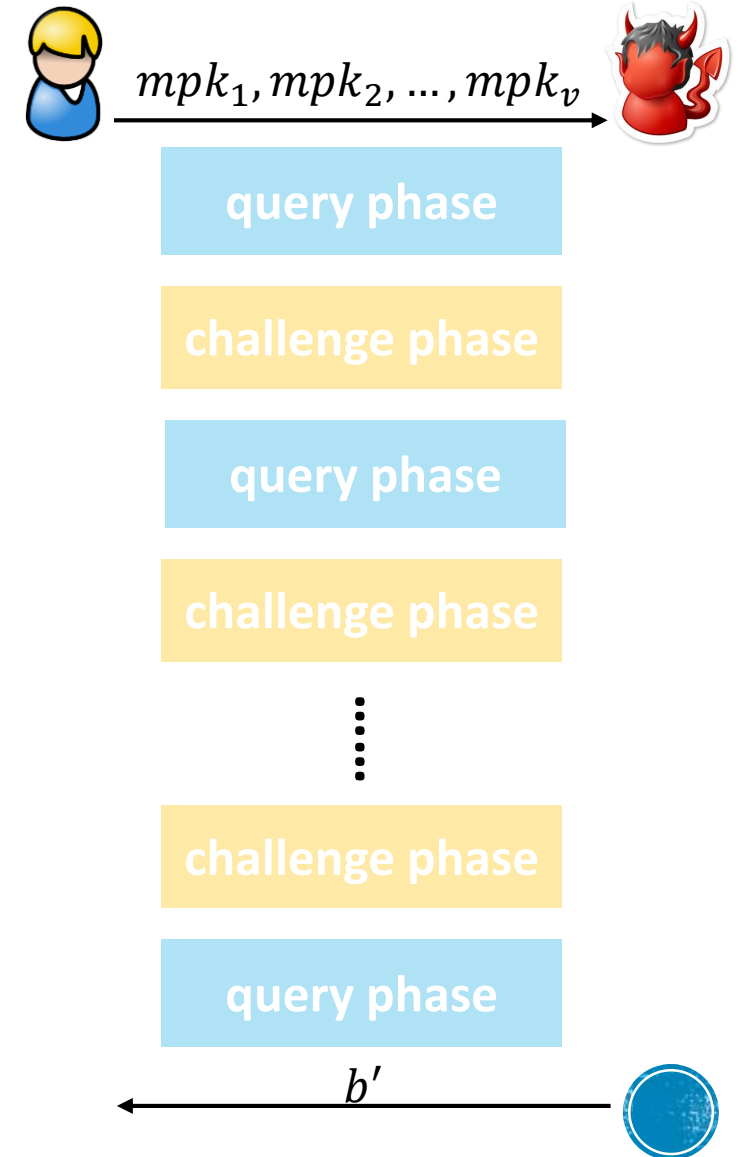 mpk₁, mpk₂, …, mpkᵥ
query phase
challenge phase
query phase
challenge phase
challenge phase
query phase
b′